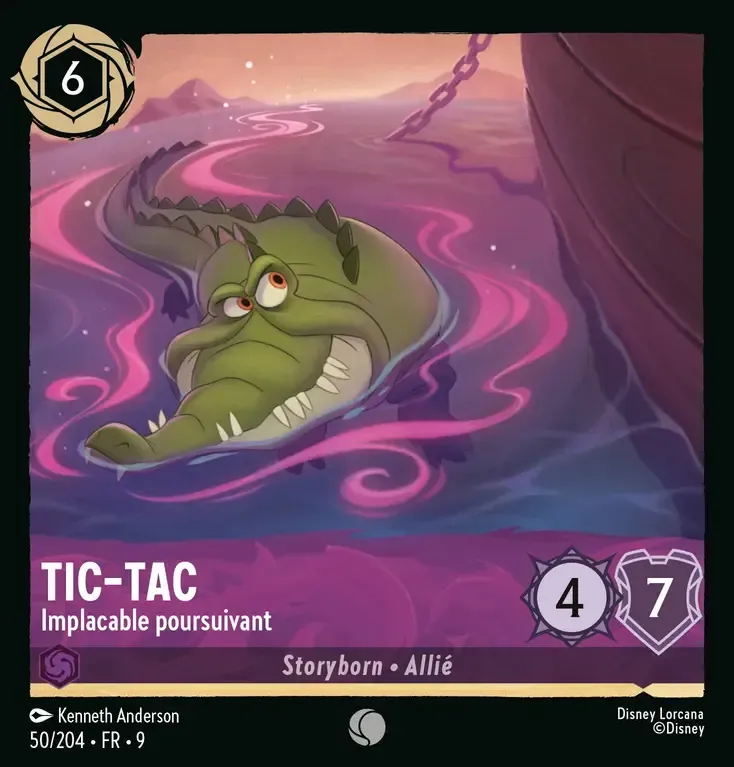 6
TIC-TAC
Implacable poursuivant
4
7
Storyborn • Allié
Kenneth Anderson
50/204 • FR • 9
Disney Lorcana
©Disney